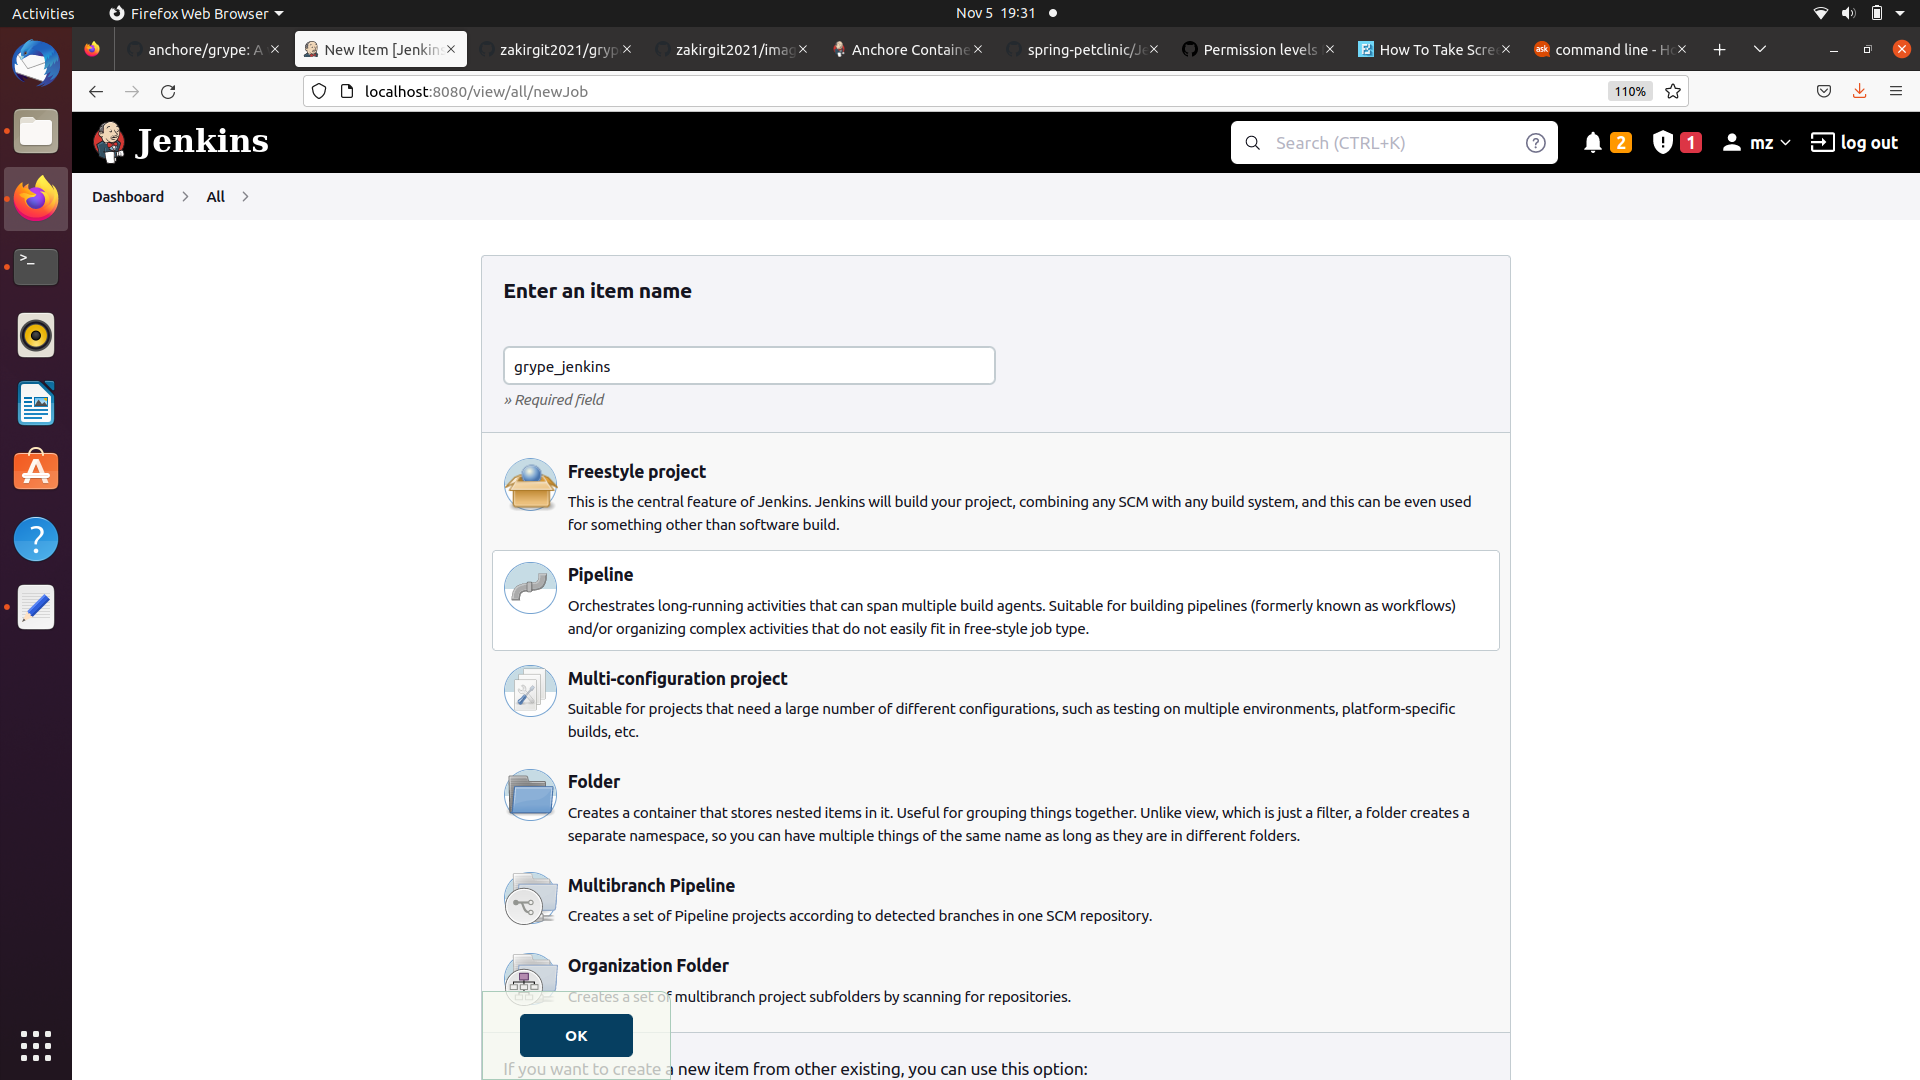 Activities
Firefox Web Browser
Nov 5 19:31
anchore/grype: A
New Item [Jenkins
zakirgit2021/gryp
zakirgit2021/imag
Anchore Containe
spring-petclinic/Je
Permission levels
How To Take Scre
command line - Ho
localhost:8080/view/all/newJob
110%
Jenkins
Search (CTRL+K)
2
1
mz
log out
Dashboard
All
Enter an item name
grype_jenkins
» Required field
Freestyle project
This is the central feature of Jenkins. Jenkins will build your project, combining any SCM with any build system, and this can be even used
for something other than software build.
Pipeline
Orchestrates long-running activities that can span multiple build agents. Suitable for building pipelines (formerly known as workflows)
and/or organizing complex activities that do not easily fit in free-style job type.
Multi-configuration project
Suitable for projects that need a large number of different configurations, such as testing on multiple environments, platform-specific
builds, etc.
Folder
Creates a container that stores nested items in it. Useful for grouping things together. Unlike view, which is just a filter, a folder creates a
separate namespace, so you can have multiple things of the same name as long as they are in different folders.
Multibranch Pipeline
Creates a set of Pipeline projects according to detected branches in one SCM repository.
Organization Folder
Creates a set of multibranch project subfolders by scanning for repositories.
OK
If you want to create a new item from other existing, you can use this option: